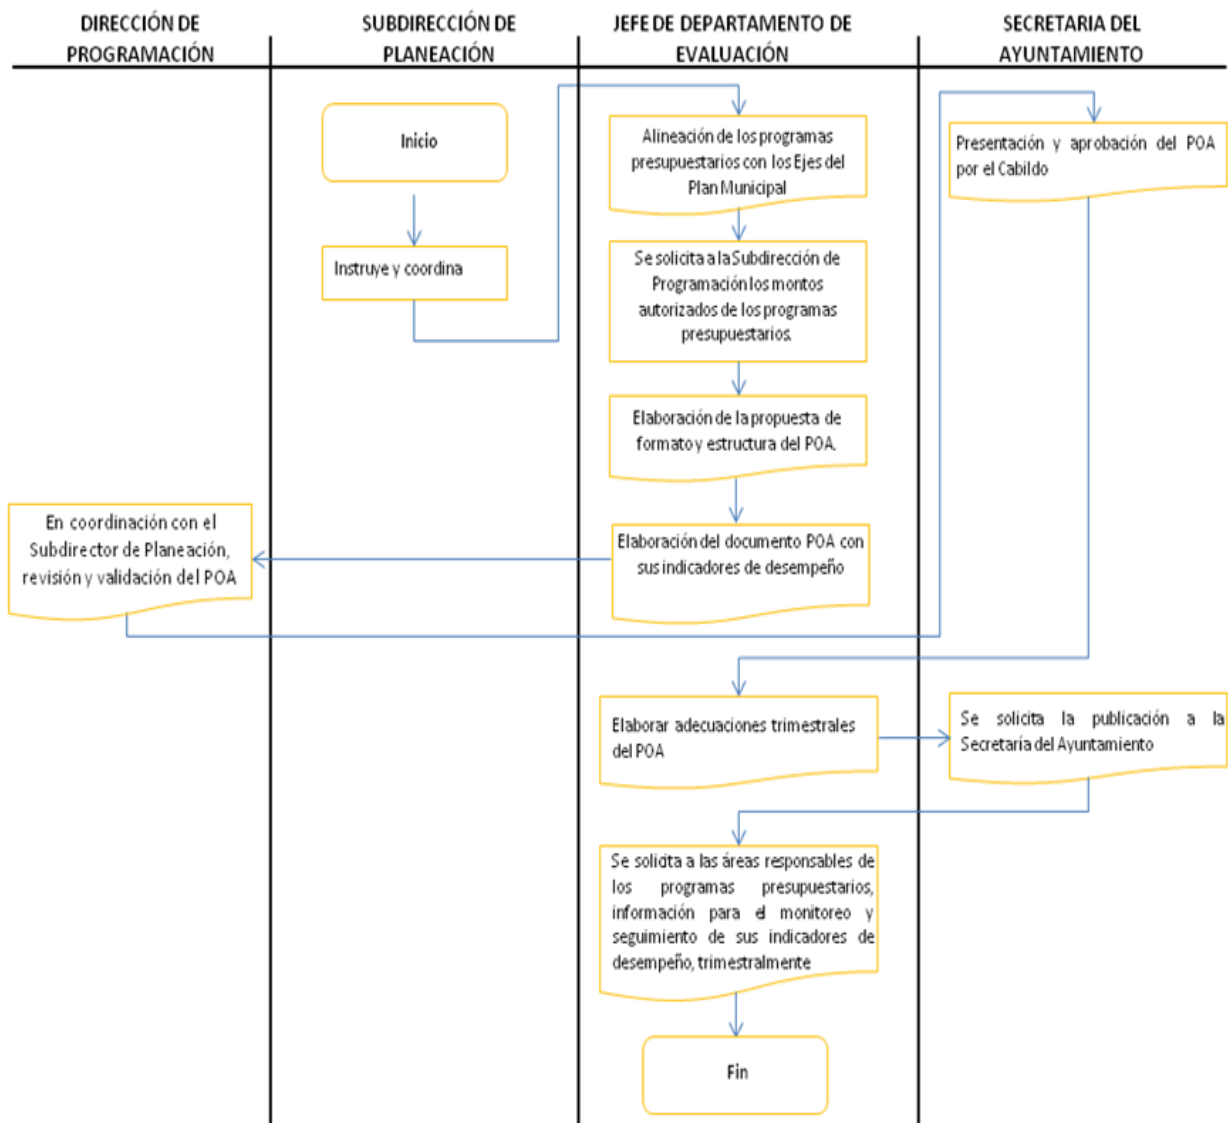 DIRECCIÓN DE
PROGRAMACIÓN
SUBDIRECCIÓN DE
PLANEACIÓN
JEFE DE DEPARTAMENTO DE
EVALUACIÓN
SECRETARIA DEL
AYUNTAMIENTO
Inicio
Instruye y coordina
Alineación de los programas
presupuestarios con los Ejes del
Plan Municipal
Se solicita a la Subdirección de
Programación los montos
autorizados de los programas
presupuestarios.
Elaboración de la propuesta de
formato y estructura del POA.
Elaboración del documento POA con
sus indicadores de desempeño
En coordinación con el
Subdirector de Planeación,
revisión y validación del POA
Presentación y aprobación del POA
por el Cabildo
Elaborar adecuaciones trimestrales
del POA
Se solicita la publicación a la
Secretaría del Ayuntamiento
Se solicita a las áreas responsables de
los programas presupuestarios,
información para el monitoreo y
seguimiento de sus indicadores de
desempeño, trimestralmente
Fin